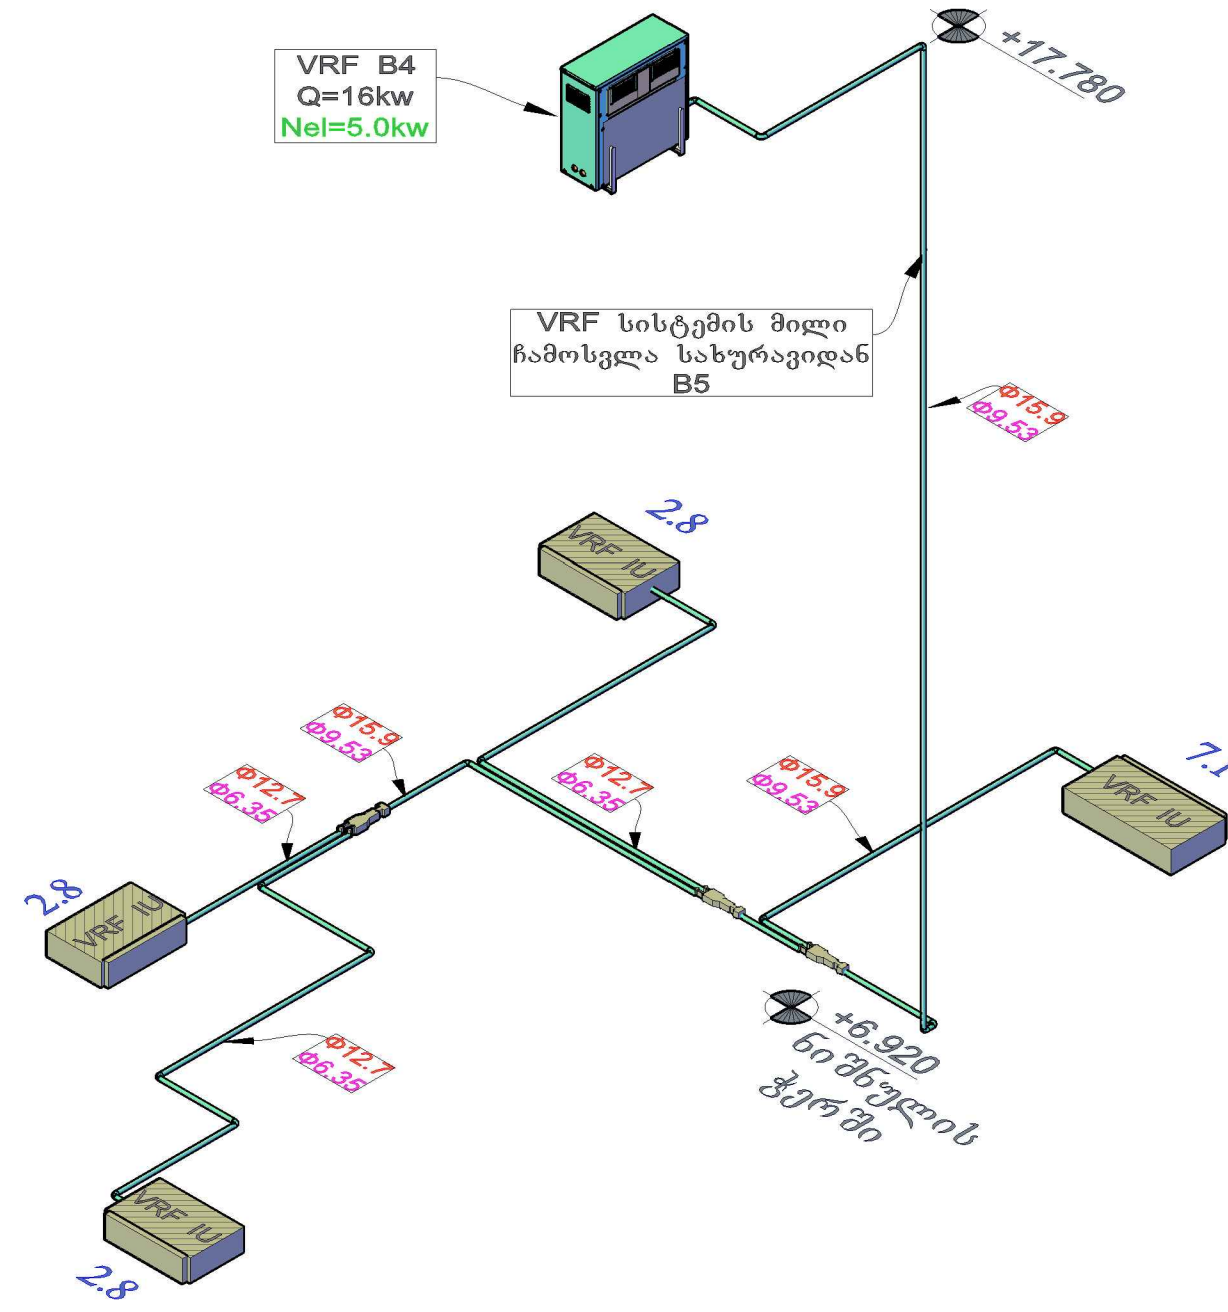 VRF B4
Q=16kw
Nel=5.0kw
+17.780
VRF სისტემის მილი
ჩამოსვლა სახურავიდან
B5
Φ15.9
Φ9.53
2.8
VRF IU
Φ15.9
Φ9.53
Φ12.7
Φ6.35
Φ12.7
Φ6.35
Φ15.9
Φ9.53
7.1
VRF IU
2.8
VRF IU
+6.920
ნიშნულის
ჭერში
Φ12.7
Φ6.35
VRF IU
2.8